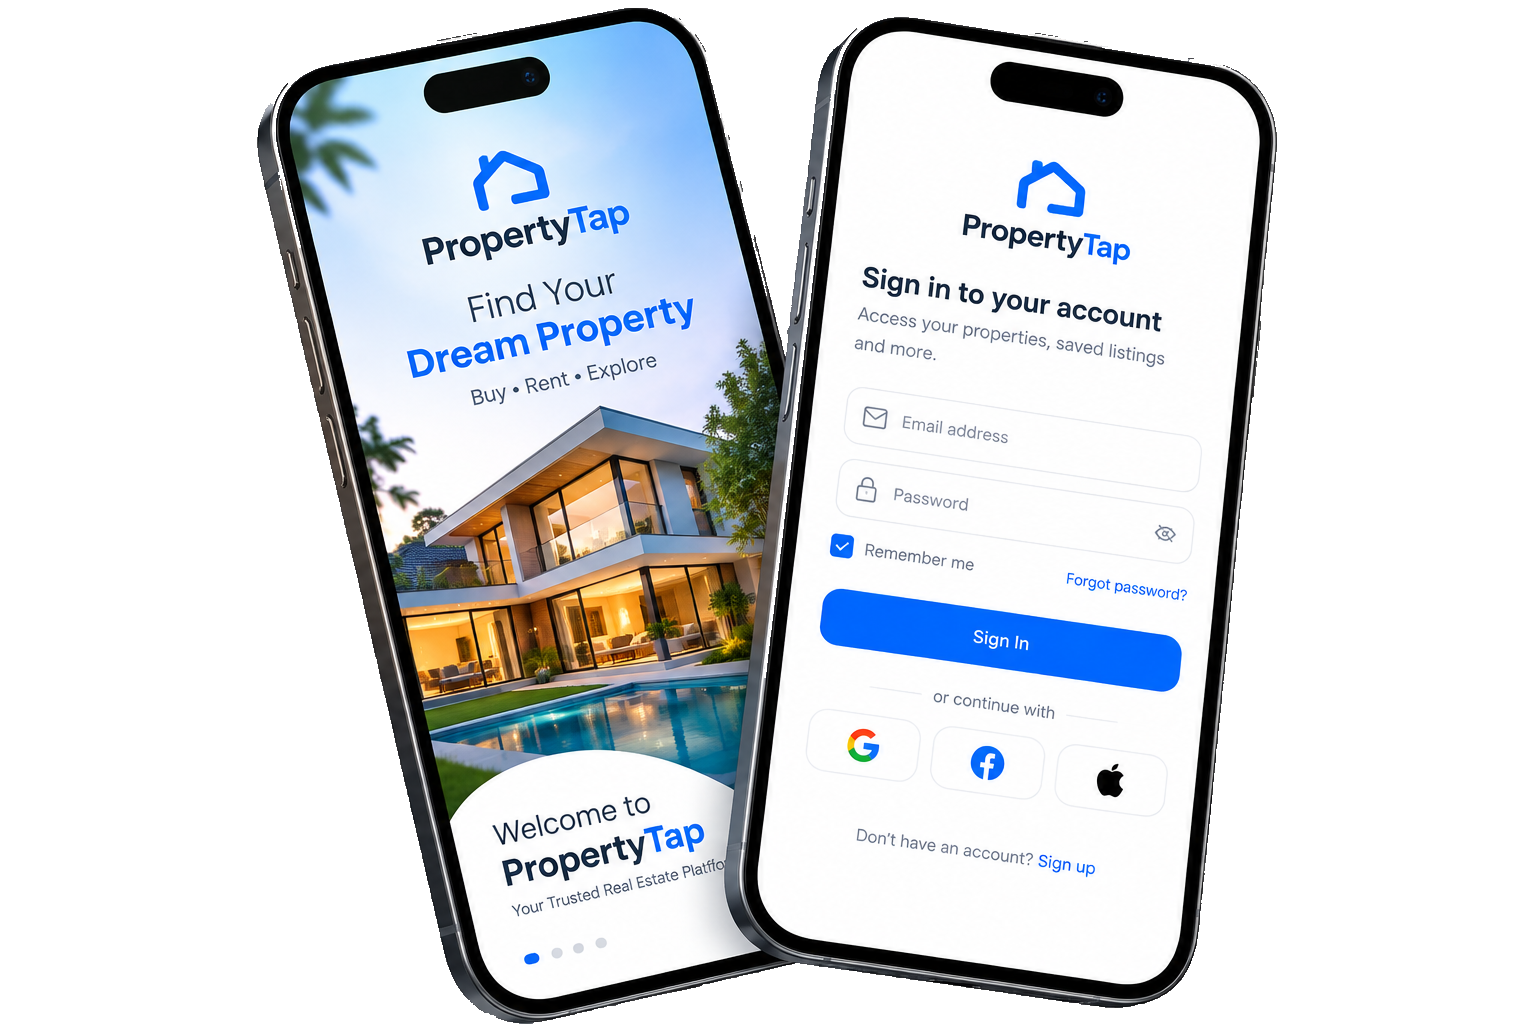 PropertyTap
Find Your
Dream Property
Buy • Rent • Explore
Welcome to
PropertyTap
Your Trusted Real Estate
PropertyTap
Sign in to your account
Access your properties, saved listings
and more.
Email address
Password
Remember me
Forgot password?
Sign In
or continue with
Don't have an account? Sign up